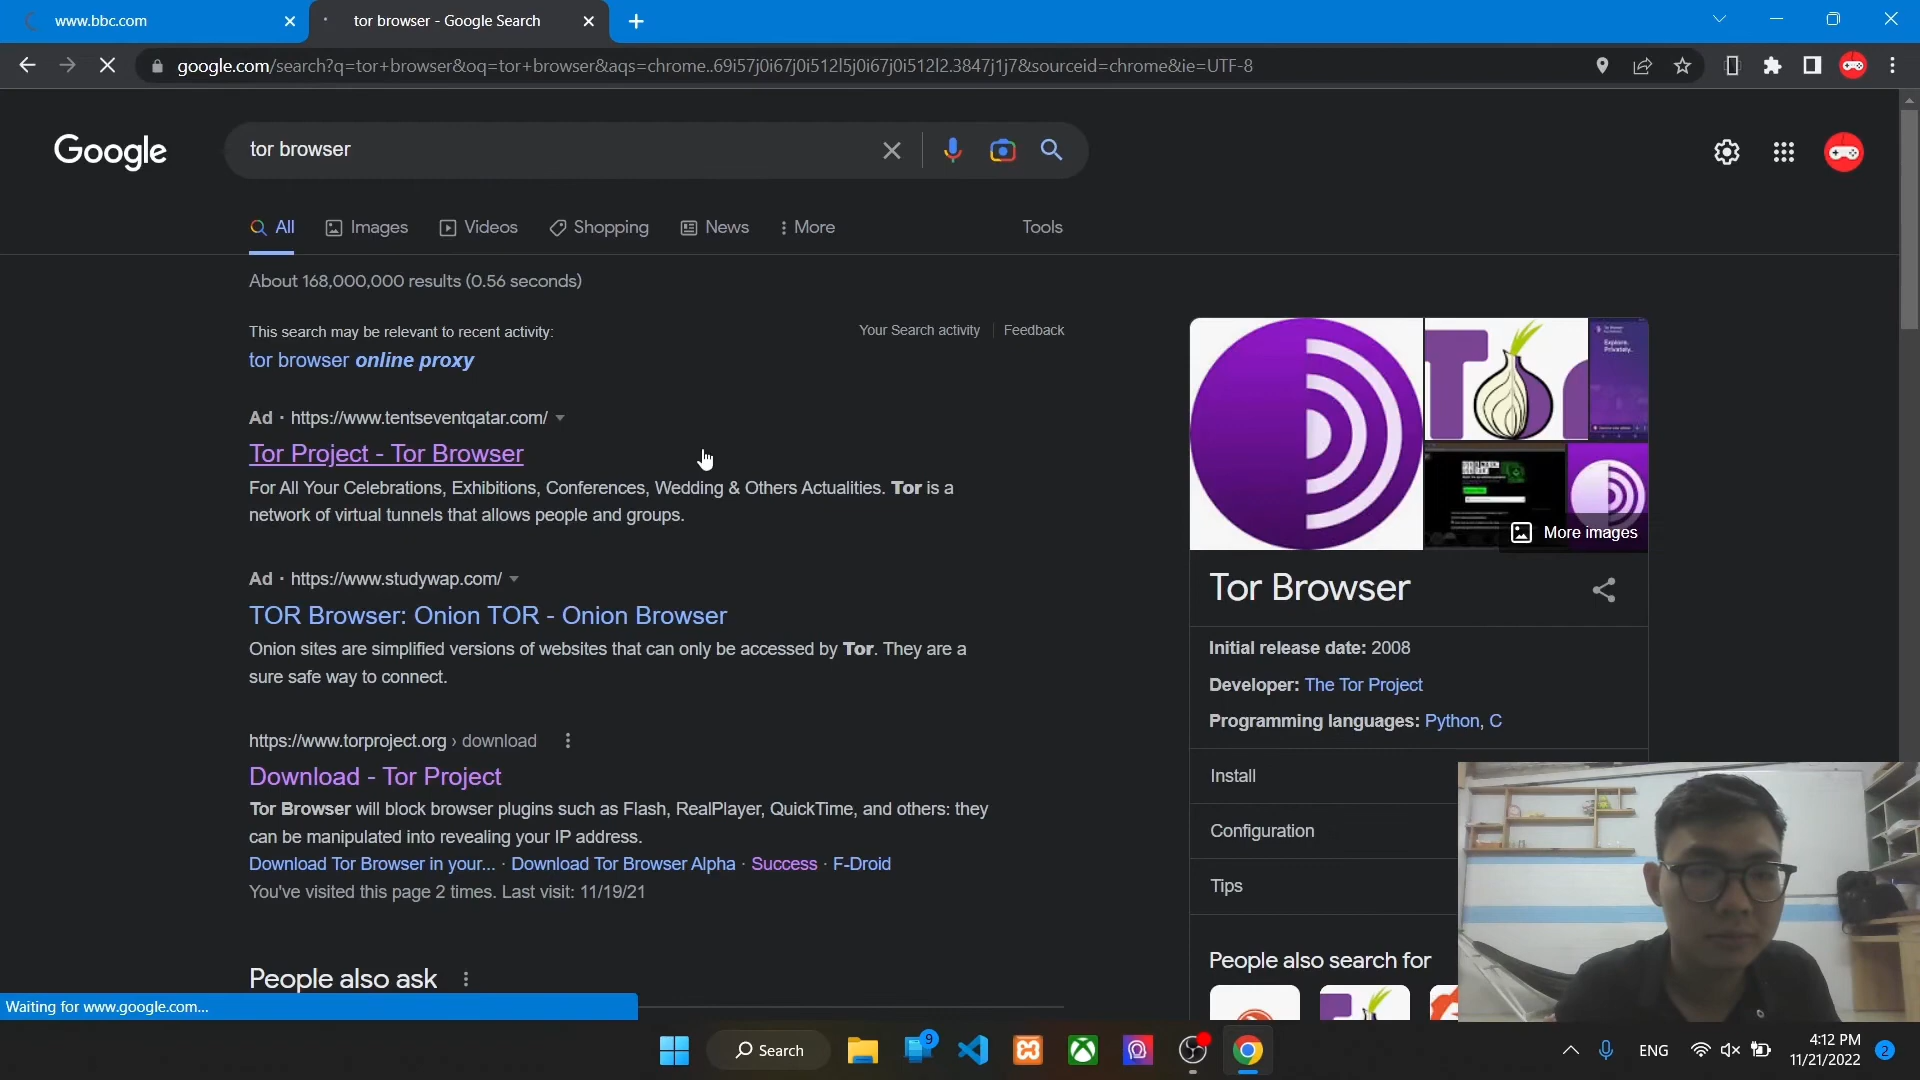 www.bbc.com
tor browser - Google Search
google.com/search?q=tor+browser&oq=tor+browser&aqs=chrome..69i57j0i67j0i512l5j0i67j0i512l2.3847j1j7&sourceid=chrome&ie=UTF-8
Google
tor browser
All
Images
Videos
Shopping
News
More
Tools
About 168,000,000 results (0.56 seconds)
This search may be relevant to recent activity:
Your Search activity
Feedback
tor browser online proxy
Ad · https://www.tentseventqatar.com/
Tor Project - Tor Browser
For All Your Celebrations, Exhibitions, Conferences, Wedding & Others Actualities. Tor is a
network of virtual tunnels that allows people and groups.
Ad · https://www.studywap.com/
TOR Browser: Onion TOR - Onion Browser
Onion sites are simplified versions of websites that can only be accessed by Tor. They are a
sure safe way to connect.
https://www.torproject.org › download
Download - Tor Project
Tor Browser will block browser plugins such as Flash, RealPlayer, QuickTime, and others: they
can be manipulated into revealing your IP address.
Download Tor Browser in your... · Download Tor Browser Alpha · Success · F-Droid
You've visited this page 2 times. Last visit: 11/19/21
People also ask
Explore.
Privately.
More images
Tor Browser
Initial release date: 2008
Developer: The Tor Project
Programming languages: Python, C
Install
Configuration
Tips
People also search for
Waiting for www.google.com...
Search
9
ENG
4:12 PM
11/21/2022
2